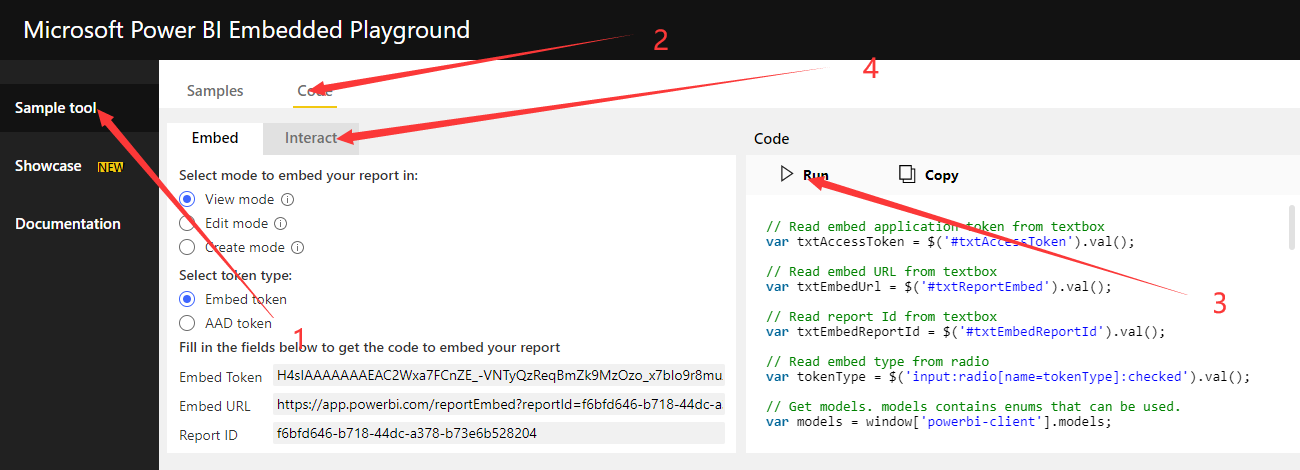 Microsoft Power BI Embedded Playground
2
4
Samples
Code
Sample tool
Embed
Interact
Code
Showcase NEW
Select mode to embed your report in:
Run
Copy
View mode
Documentation
Edit mode
// Read embed application token from textbox
Create mode
var txtAccessToken = $('#txtAccessToken').val();
Select token type:
// Read embed URL from textbox
Embed token
var txtEmbedUrl = $('#txtReportEmbed').val();
3
AAD token
1
// Read report Id from textbox
var txtEmbedReportId = $('#txtEmbedReportId').val();
Fill in the fields below to get the code to embed your report
// Read embed type from radio
Embed Token
var tokenType = $('input:radio[name=tokenType]:checked').val();
Embed URL https://app.powerbi.com/reportEmbed?reportId=f6bfd646-b718-44dc-a
// Get models. models contains enums that can be used.
var models = window['powerbi-client'].models;
Report ID f6bfd646-b718-44dc-a378-b73e6b528204